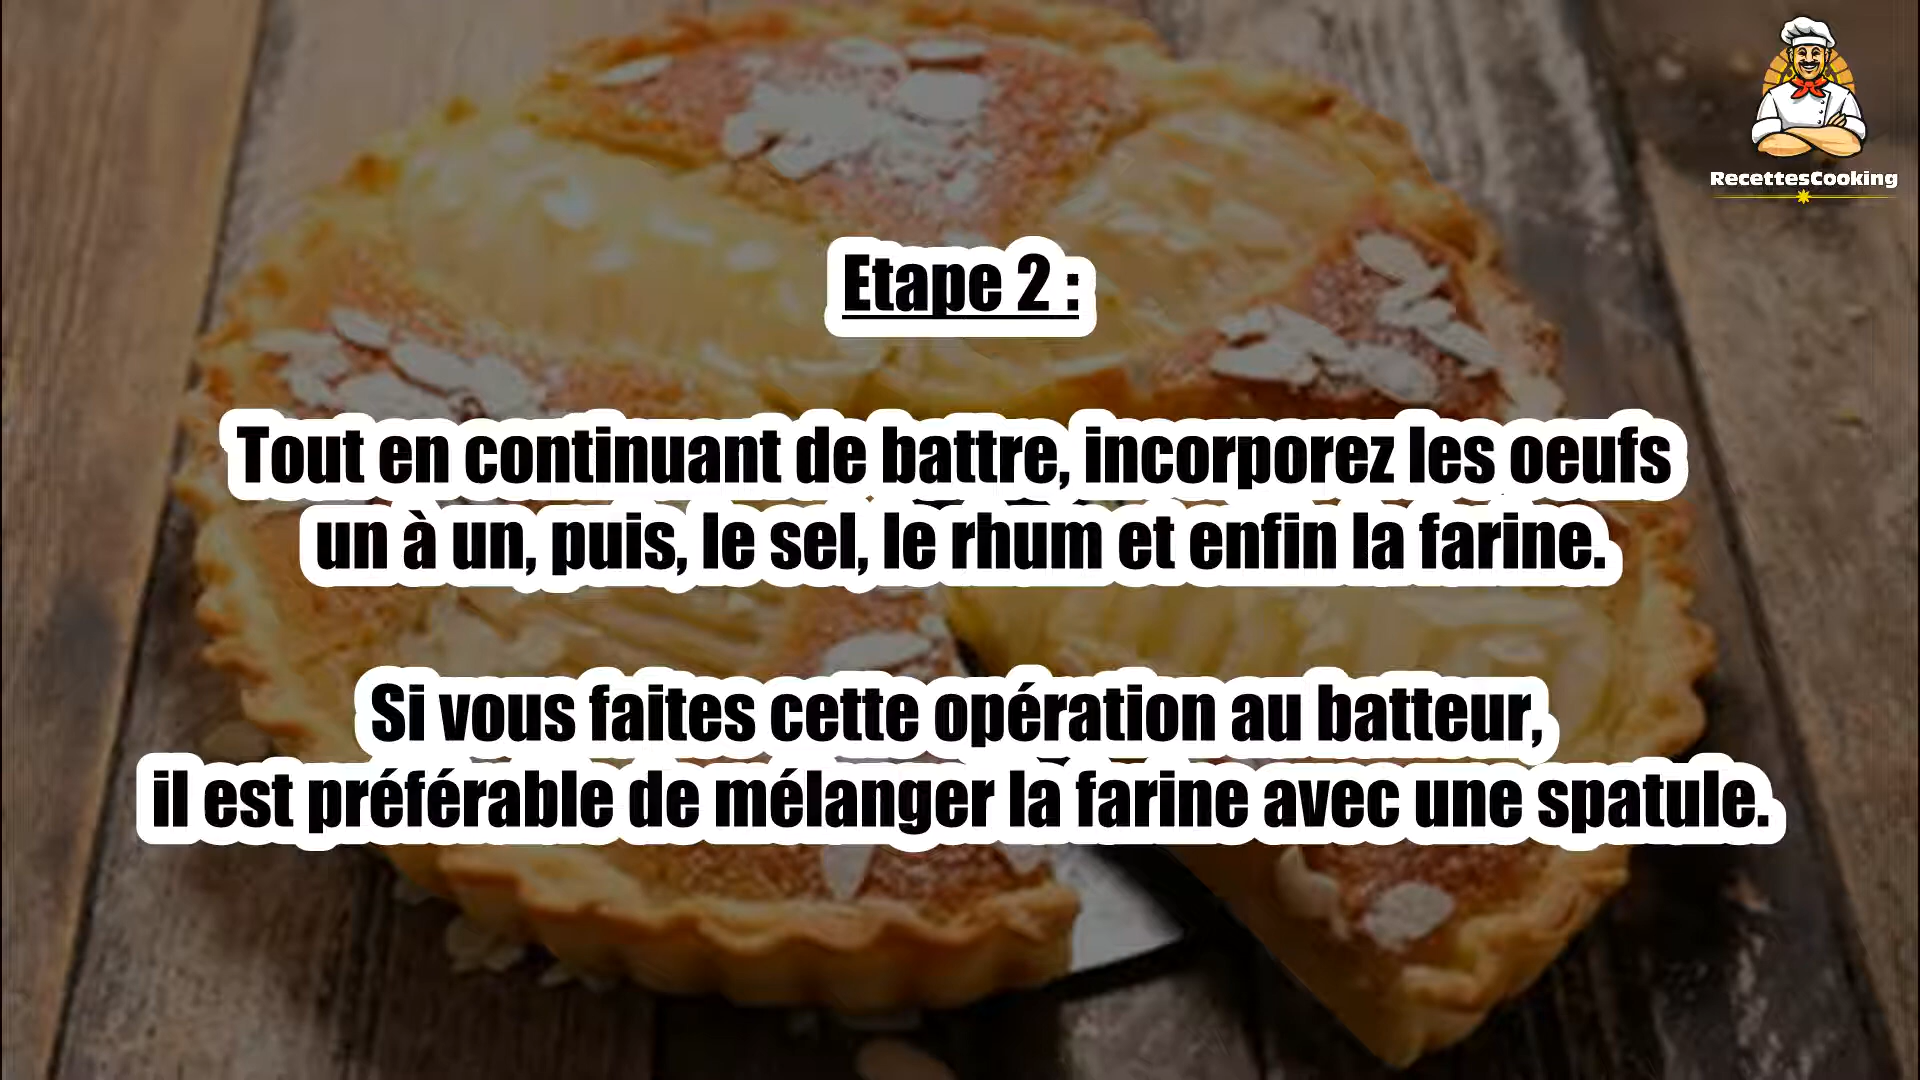 RecettesCooking
Etape 2 :
Tout en continuant de battre, incorporez les oeufs
un à un, puis, le sel, le rhum et enfin la farine.
Si vous faites cette opération au batteur,
il est préférable de mélanger la farine avec une spatule.